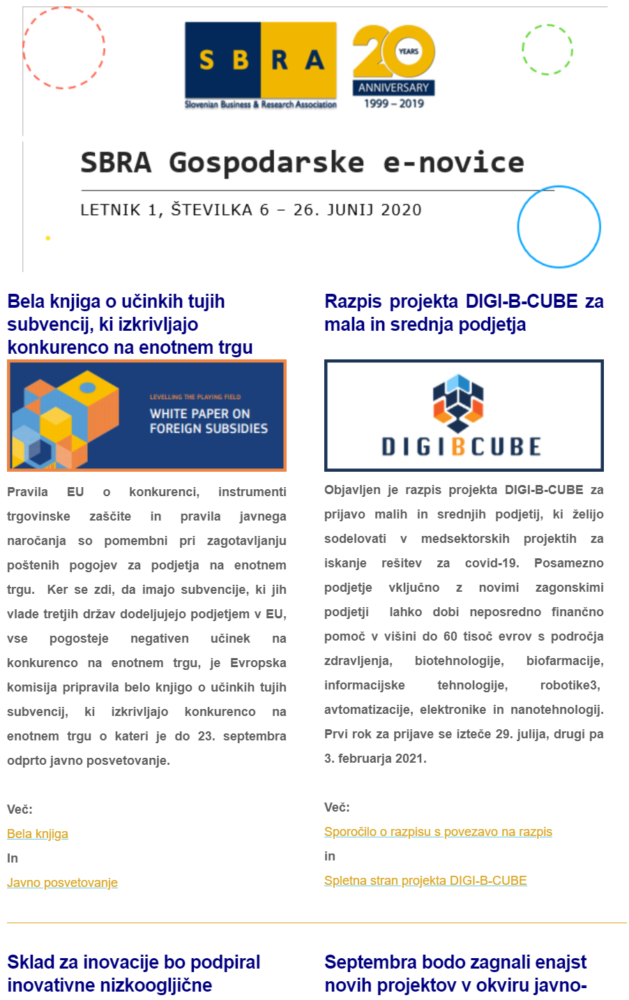 S B R A
Slovenian Business & Research Association
20
YEARS
ANNIVERSARY
1999 – 2019
SBRA Gospodarske e-novice
LETNIK 1, ŠTEVILKA 6 – 26. JUNIJ 2020
Bela knjiga o učinkih tujih
subvencij, ki izkrivljajo
konkurenco na enotnem trgu
LEVELLING THE PLAYING FIELD
WHITE PAPER ON
FOREIGN SUBSIDIES
Pravila EU o konkurenci, instrumenti
trgovinske zaščite in pravila javnega
naročanja so pomembni pri zagotavljanju
poštenih pogojev za podjetja na enotnem
trgu. Ker se zdi, da imajo subvencije, ki jih
vlade tretjih držav dodeljujejo podjetjem v EU,
vse pogosteje negativen učinek na
konkurenco na enotnem trgu, je Evropska
komisija pripravila belo knjigo o učinkih tujih
subvencij, ki izkrivljajo konkurenco na
enotnem trgu o kateri je do 23. septembra
odprto javno posvetovanje.
Več:
Bela knjiga
In
Javno posvetovanje
Razpis projekta DIGI-B-CUBE za
mala in srednja podjetja
DIGIBCUBE
Objavljen je razpis projekta DIGI-B-CUBE za
prijavo malih in srednjih podjetij, ki želijo
sodelovati v medsektorskih projektih za
iskanje rešitev za covid-19. Posamezno
podjetje vključno z novimi zagonskimi
podjetji lahko dobi neposredno finančno
pomoč v višini do 60 tisoč evrov s področja
zdravljenja, biotehnologije, biofarmacije,
informacijske tehnologije, robotike3,
avtomatizacije, elektronike in nanotehnologij.
Prvi rok za prijave se izteče 29. julija, drugi pa
3. februarja 2021.
Več:
Sporočilo o razpisu s povezavo na razpis
in
Spletna stran projekta DIGI-B-CUBE
Sklad za inovacije bo podpiral
inovativne nizkoogljične
Septembra bodo zagnali enajst
novih projektov v okviru javno-